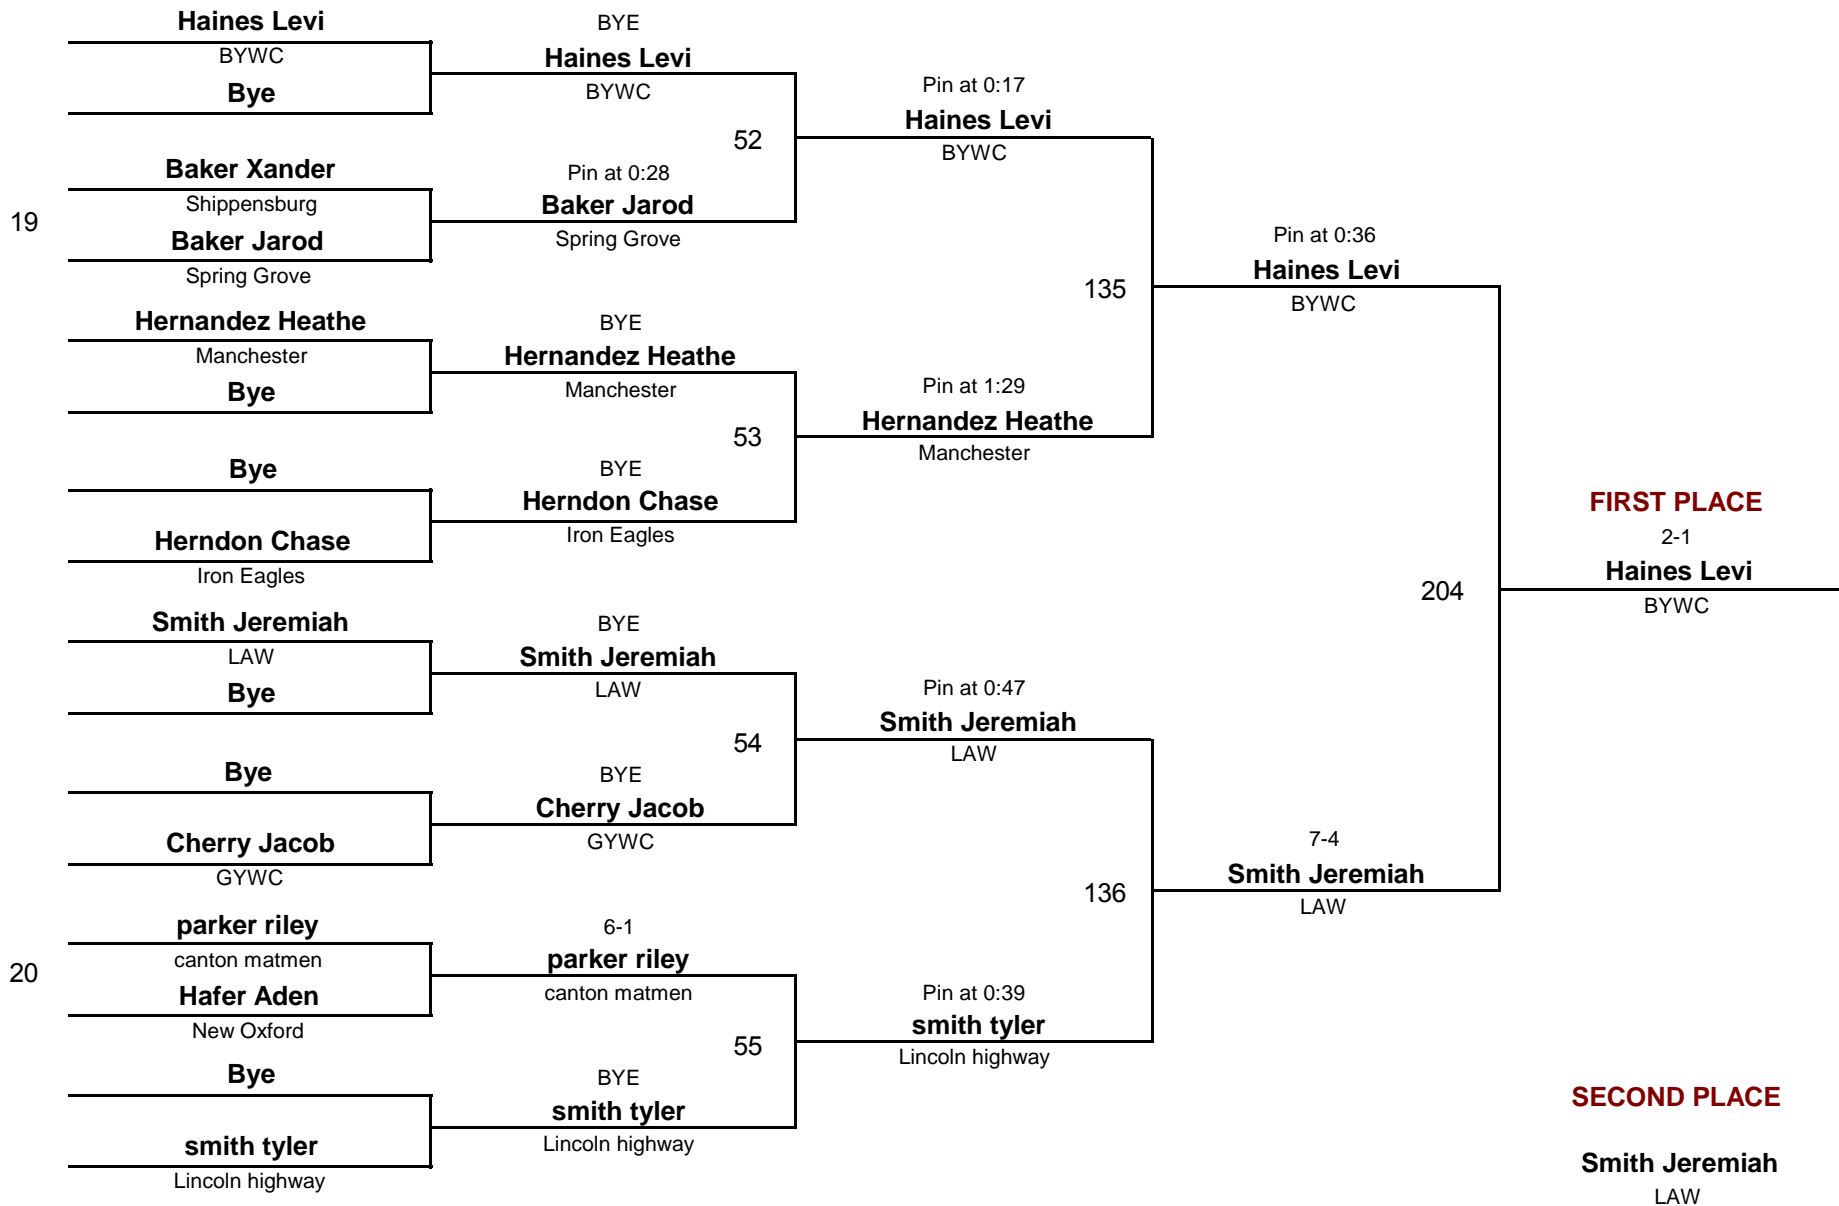 Haines Levi
BYWC
Bye
19
Baker Xander
Shippensburg
Baker Jarod
Spring Grove
Hernandez Heathe
Manchester
Bye
Bye
Herndon Chase
Iron Eagles
Smith Jeremiah
LAW
Bye
Bye
Cherry Jacob
GYWC
20
parker riley
canton matmen
Hafer Aden
New Oxford
Bye
smith tyler
Lincoln highway
BYE
Haines Levi
BYWC
52
Pin at 0:28
Baker Jarod
Spring Grove
BYE
Hernandez Heathe
Manchester
53
BYE
Herndon Chase
Iron Eagles
BYE
Smith Jeremiah
LAW
54
BYE
Cherry Jacob
GYWC
6-1
parker riley
canton matmen
55
BYE
smith tyler
Lincoln highway
Pin at 0:17
Haines Levi
BYWC
135
Pin at 1:29
Hernandez Heathe
Manchester
Pin at 0:47
Smith Jeremiah
LAW
136
Pin at 0:39
smith tyler
Lincoln highway
Pin at 0:36
Haines Levi
BYWC
204
7-4
Smith Jeremiah
LAW
FIRST PLACE
2-1
Haines Levi
BYWC
SECOND PLACE
Smith Jeremiah
LAW